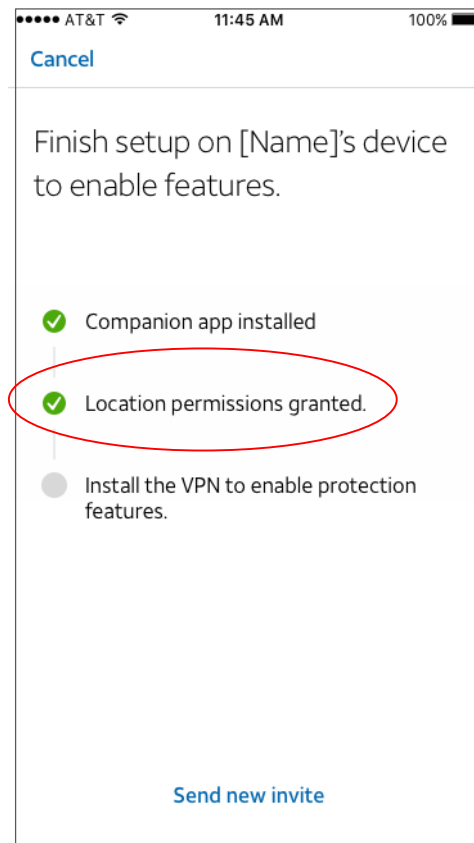 AT&T 11:45 AM 100%
Cancel
Finish setup on [Name]'s device
to enable features.
Companion app installed
Location permissions granted.
Install the VPN to enable protection
features.
Send new invite